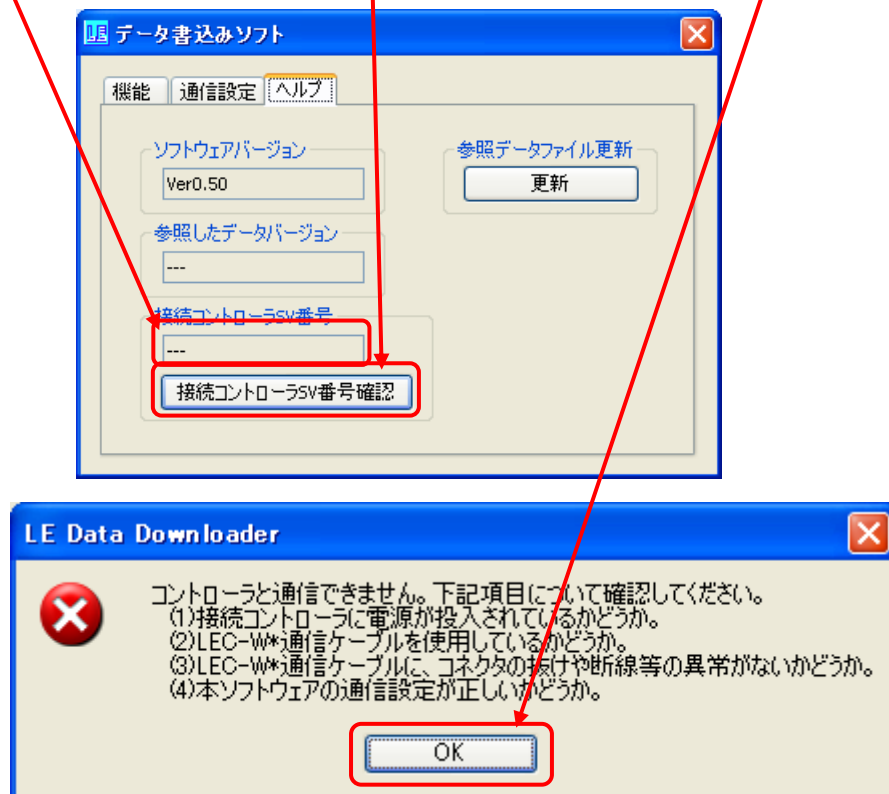 データ書込みソフト
機能 通信設定 ヘルプ
ソフトウェアバージョン
Ver0.50
参照データファイル更新
更新
参照したデータバージョン
---
接続コントローラSV番号
---
接続コントローラSV番号確認
LE Data Downloader
コントローラと通信できません。下記項目について確認してください。
(1)接続コントローラに電源が投入されているかどうか。
(2)LEC-W*通信ケーブルを使用しているかどうか。
(3)LEC-W*通信ケーブルに、コネクタの抜けや断線等の異常がないかどうか。
(4)本ソフトウェアの通信設定が正しいかどうか。
OK